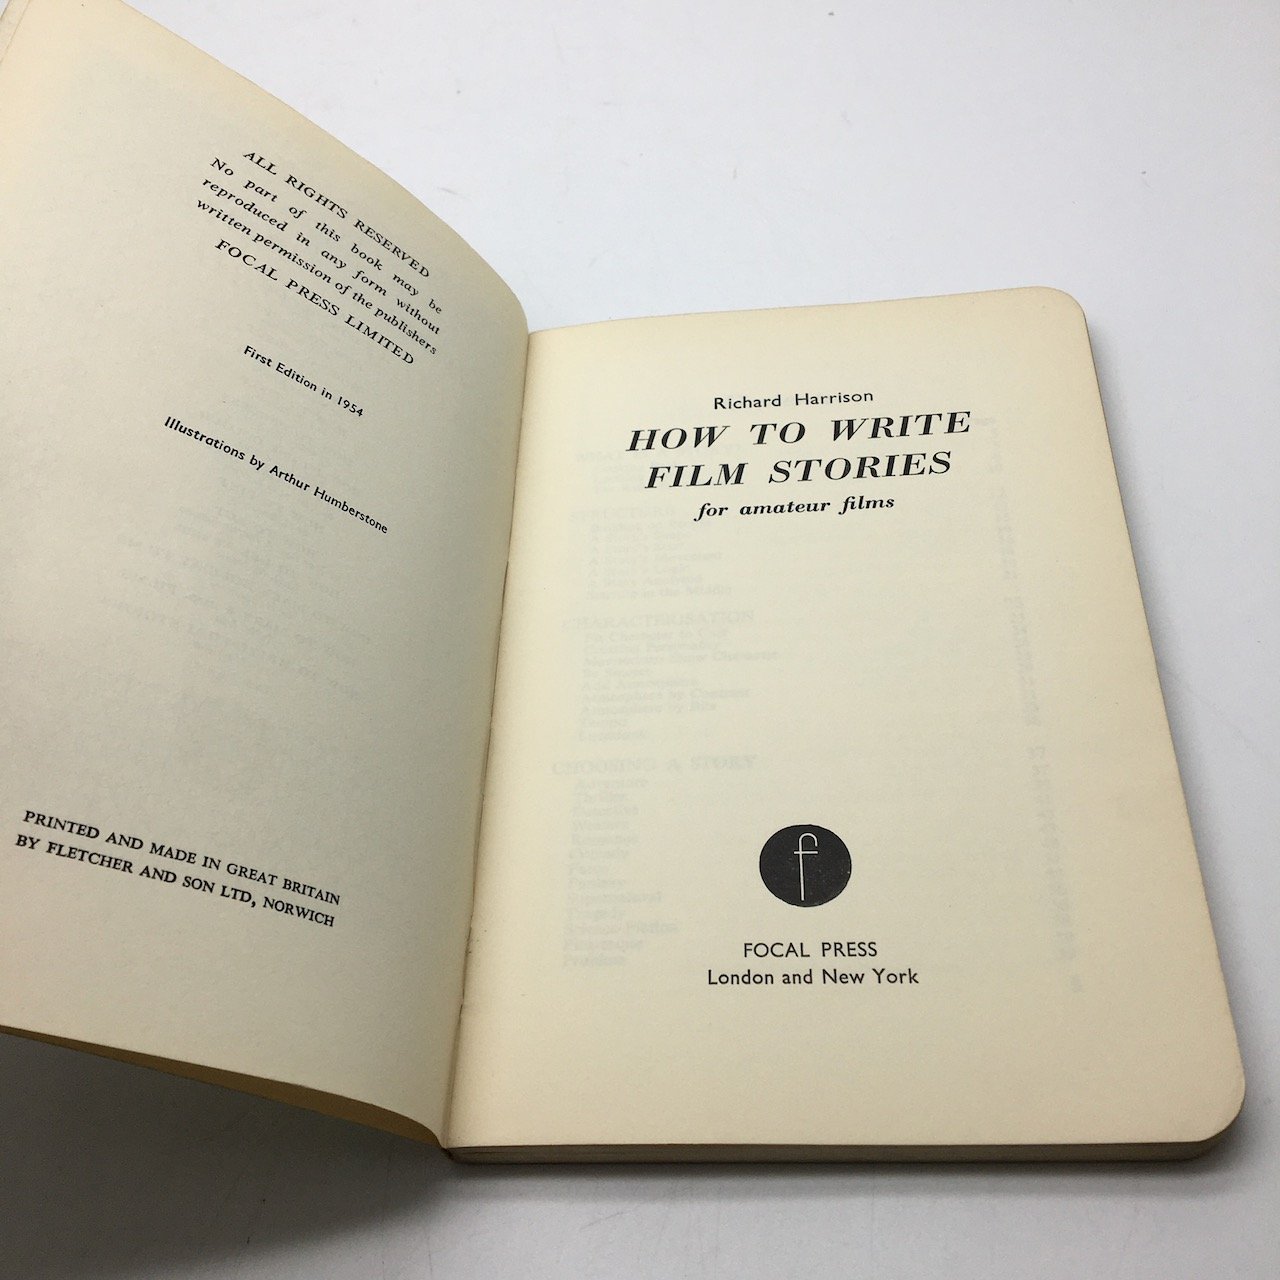 ALL RIGHTS RESERVED
No part of this book may be
reproduced in any form without
written permission of the publishers
FOCAL PRESS LIMITED
First Edition in 1954
Illustrations by Arthur Humberstone
PRINTED AND MADE IN GREAT BRITAIN
BY FLETCHER AND SON LTD, NORWICH
Richard Harrison
HOW TO WRITE
FILM STORIES
for amateur films
CHARACTERISATION
CHOOSING A STORY
f
FOCAL PRESS
London and New York